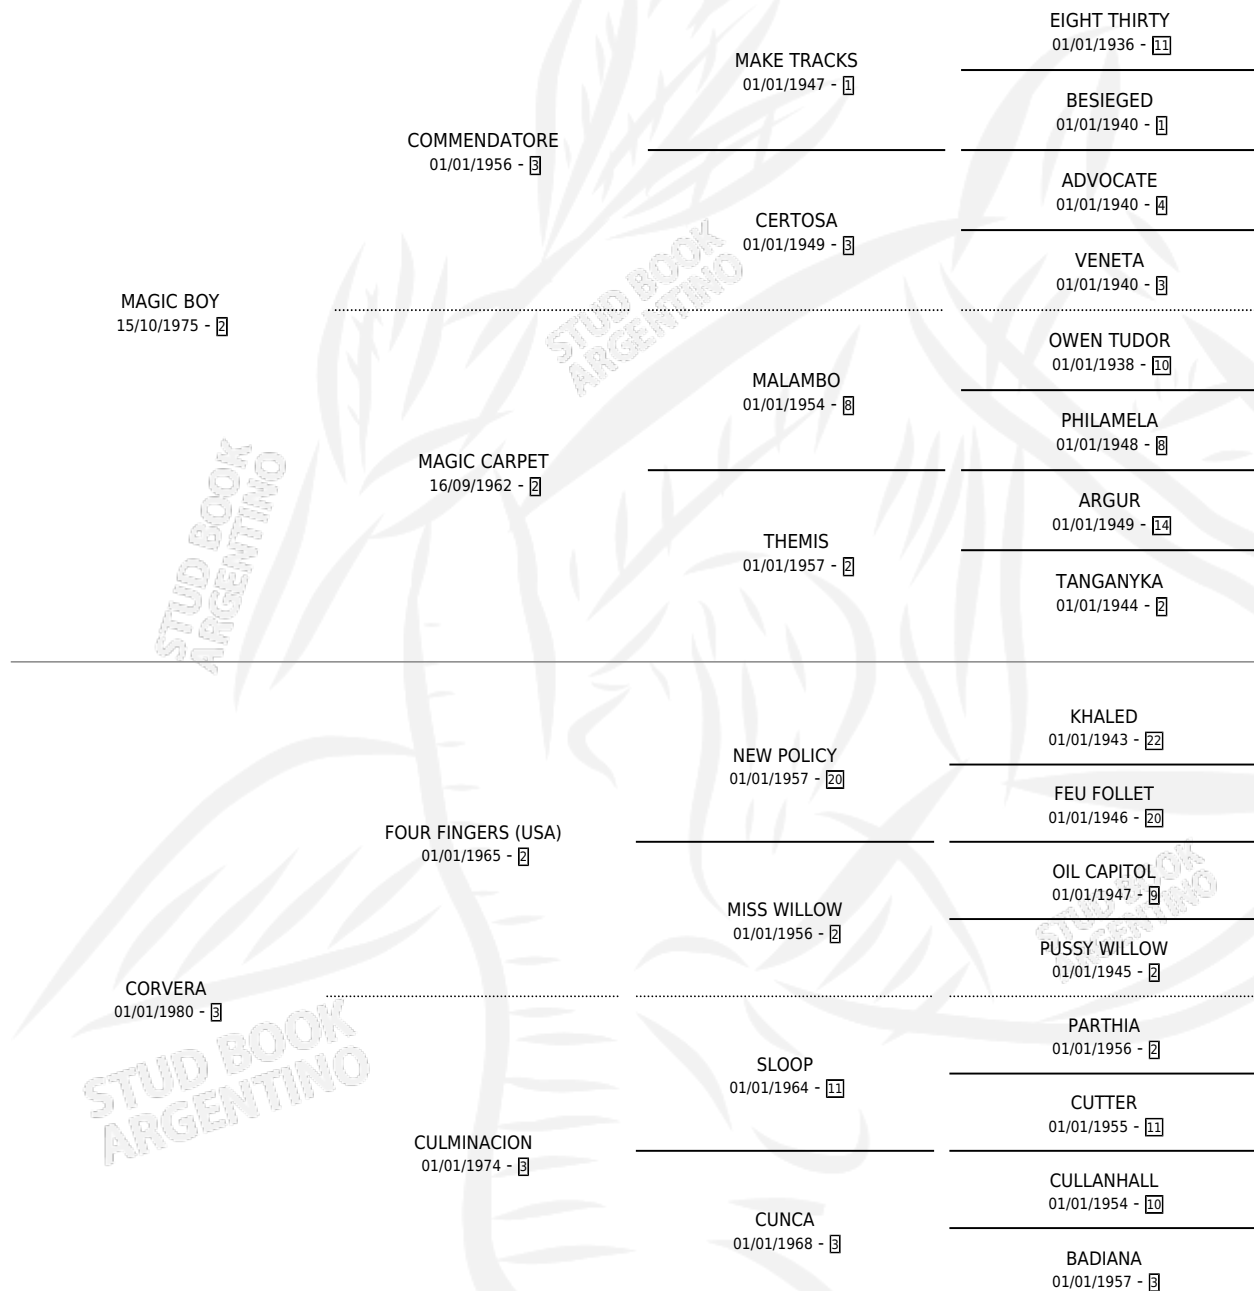 EIGHT THIRTY
01/01/1936 - 11
MAKE TRACKS
01/01/1947 - 1
BESIEGED
01/01/1940 - 1
COMMENDATORE
01/01/1956 - 3
ADVOCATE
01/01/1940 - 4
CERTOSA
01/01/1949 - 3
VENETA
01/01/1940 - 3
MAGIC BOY
15/10/1975 - 2
OWEN TUDOR
01/01/1938 - 10
MALAMBO
01/01/1954 - 8
PHILAMELA
01/01/1948 - 8
MAGIC CARPET
16/09/1962 - 2
ARGUR
01/01/1949 - 14
THEMIS
01/01/1957 - 2
TANGANYKA
01/01/1944 - 2
KHALED
01/01/1943 - 22
NEW POLICY
01/01/1957 - 20
FEU FOLLET
01/01/1946 - 20
FOUR FINGERS (USA)
01/01/1965 - 2
OIL CAPITOL
01/01/1947 - 9
MISS WILLOW
01/01/1956 - 2
PUSSY WILLOW
01/01/1945 - 2
CORVERA
01/01/1980 - 3
PARTHIA
01/01/1956 - 2
SLOOP
01/01/1964 - 11
CUTTER
01/01/1955 - 11
CULMINACION
01/01/1974 - 3
CULLANHALL
01/01/1954 - 10
CUNCA
01/01/1968 - 3
BADIANA
01/01/1957 - 3
STUD BOOK
ARGENTINO
STUD BOOK
ARGENTINO
STUD BOOK
ARGENTINO
STUD BOOK
ARGENTINO